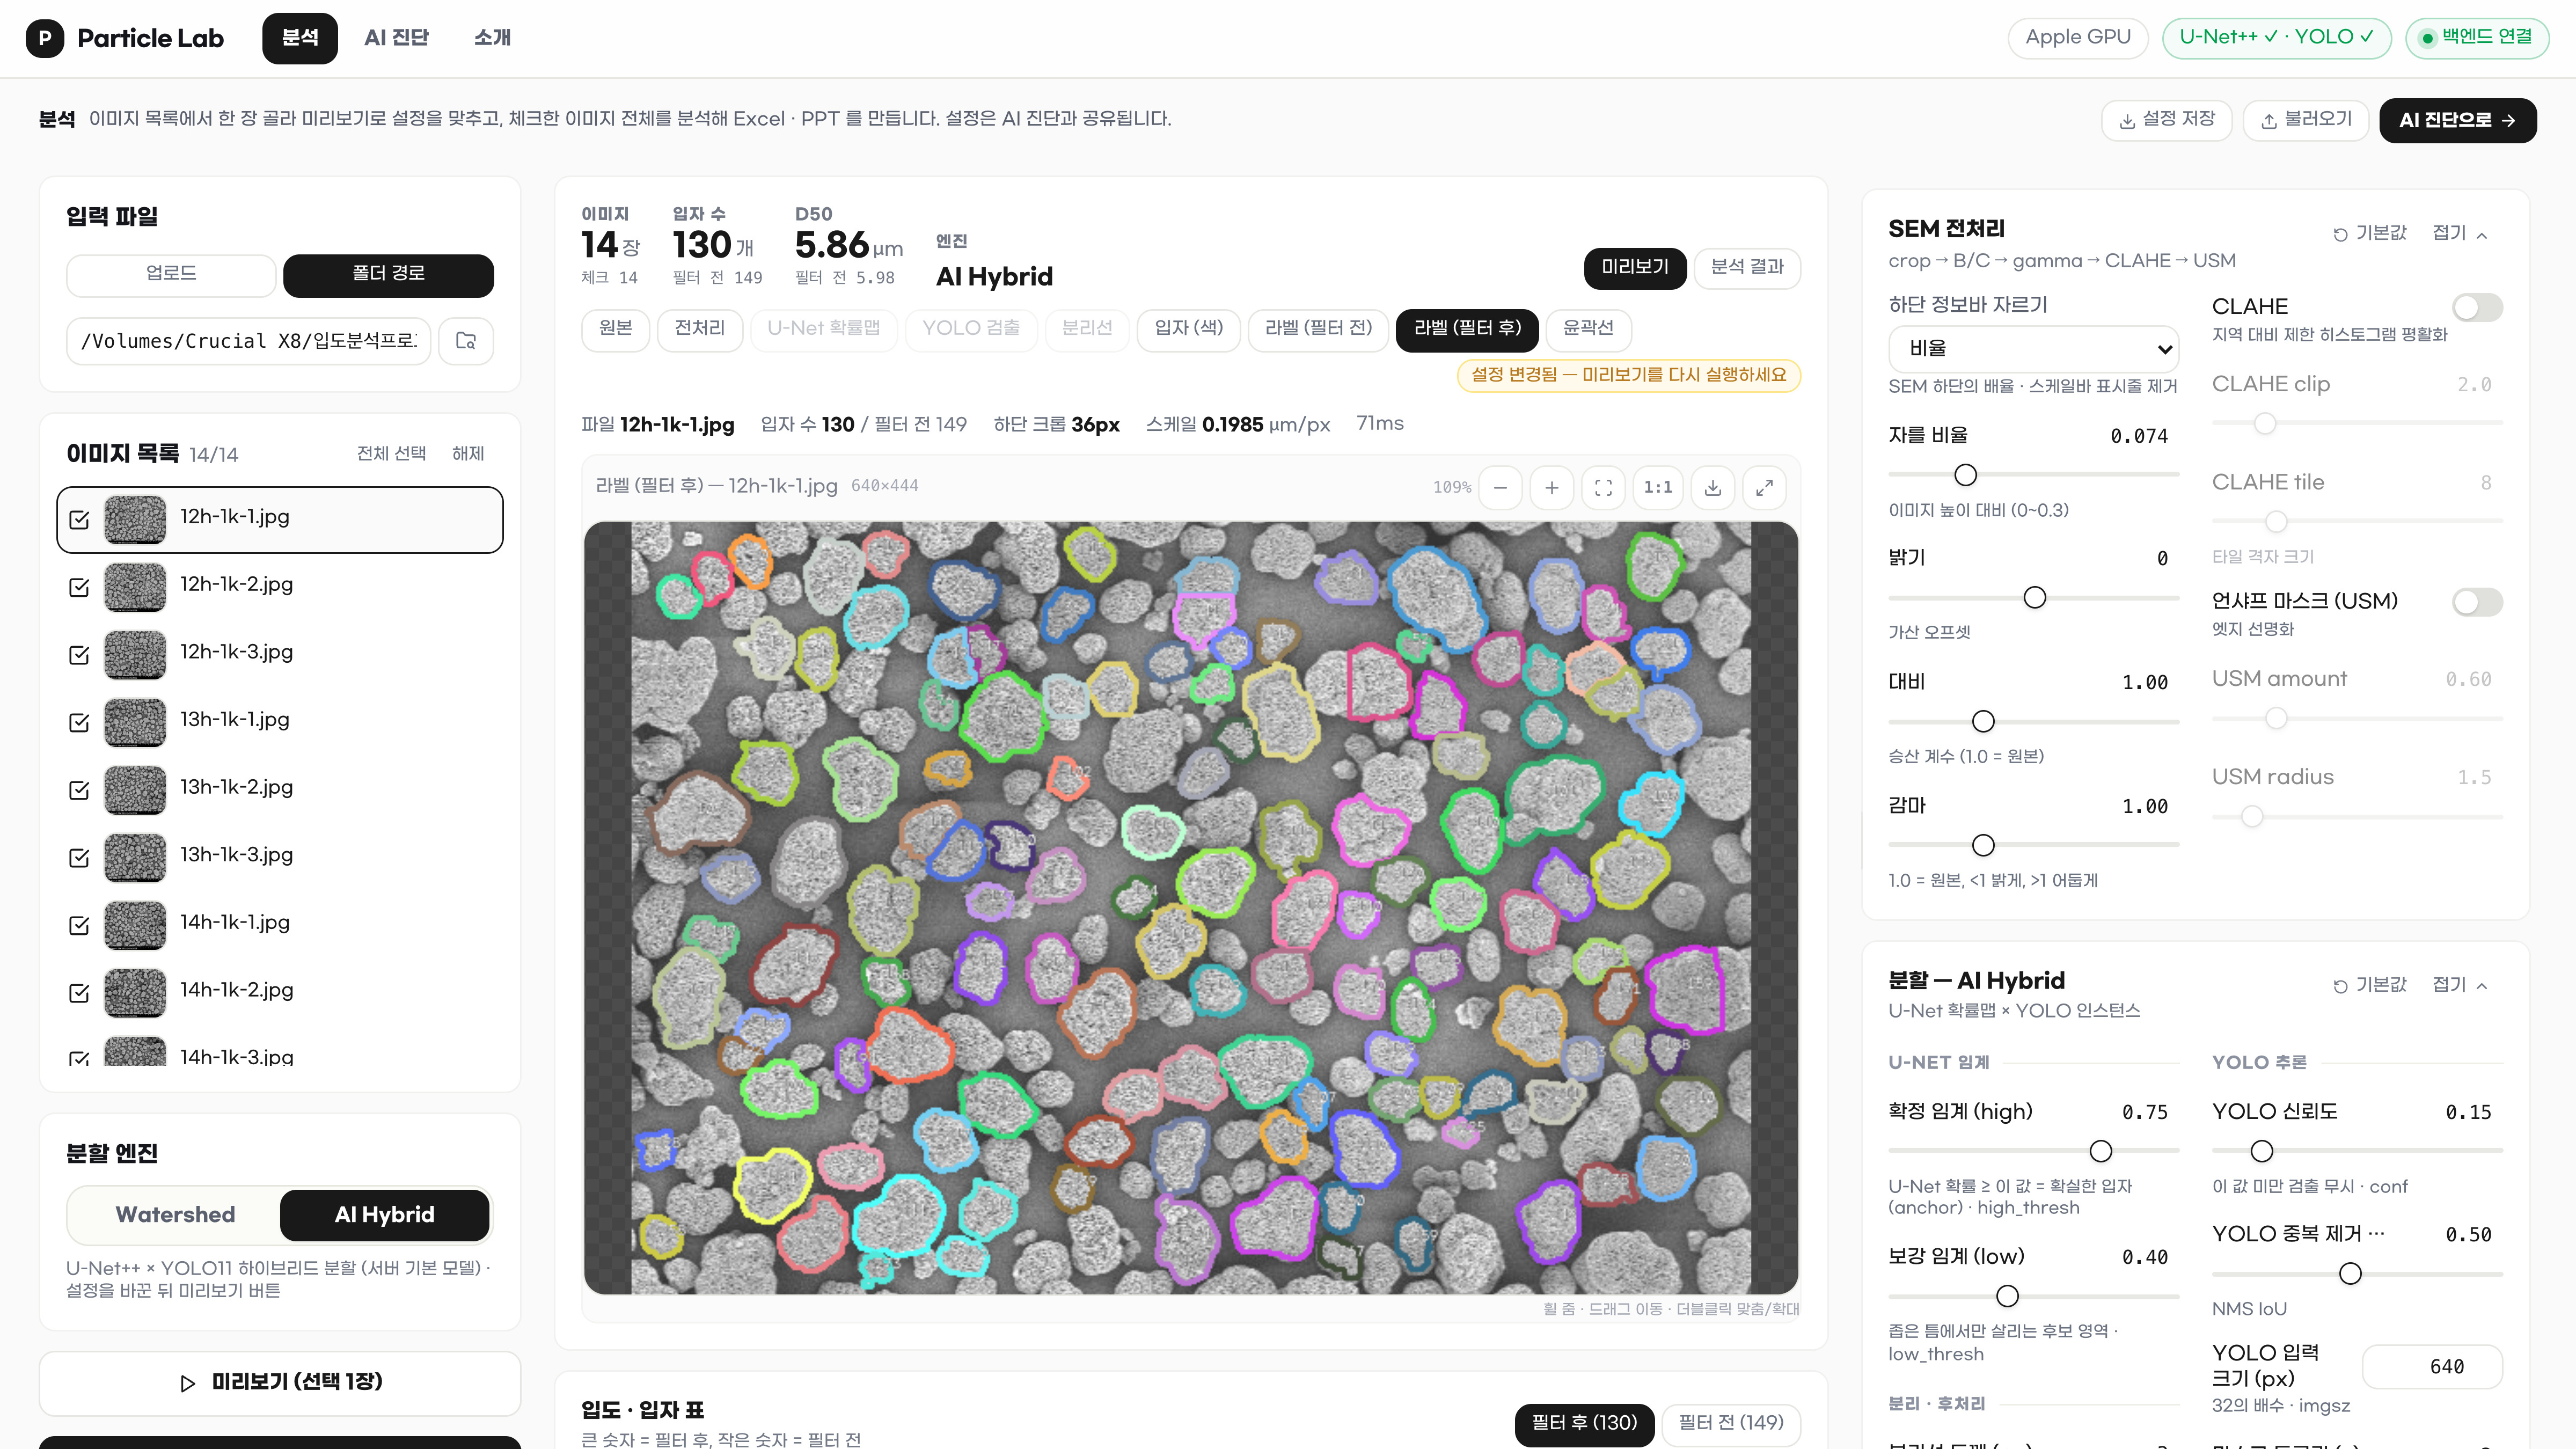 P Particle Lab 분석 AI 진단 소개 Apple GPU U-Net++ ✓ · YOLO ✓ 백엔드 연결
분석 이미지 목록에서 한 장 골라 미리보기로 설정을 맞추고, 체크한 이미지 전체를 분석해 Excel · PPT 를 만듭니다. 설정은 AI 진단과 공유됩니다. 설정 저장 불러오기 AI 진단으로 →
입력 파일
업로드 폴더 경로
/Volumes/Crucial X8/입도분석프로
이미지 목록 14/14 전체 선택 해제
12h-1k-1.jpg
12h-1k-2.jpg
12h-1k-3.jpg
13h-1k-1.jpg
13h-1k-2.jpg
13h-1k-3.jpg
14h-1k-1.jpg
14h-1k-2.jpg
14h-1k-3.jpg
분할 엔진
Watershed AI Hybrid
U-Net++ × YOLO11 하이브리드 분할 (서버 기본 모델) ·
설정을 바꾼 뒤 미리보기 버튼
미리보기 (선택 1장)
이미지 입자 수 D50 엔진
14장 130개 5.86µm AI Hybrid
체크 14 필터 전 149 필터 전 5.98
미리보기 분석 결과
원본 전처리 U-Net 확률맵 YOLO 검출 분리선 입자 (색) 라벨 (필터 전) 라벨 (필터 후) 윤곽선
설정 변경됨 — 미리보기를 다시 실행하세요
파일 12h-1k-1.jpg 입자 수 130 / 필터 전 149 하단 크롭 36px 스케일 0.1985 µm/px 71ms
라벨 (필터 후) — 12h-1k-1.jpg 640×444 109% − + 1:1
휠 줌 · 드래그 이동 · 더블클릭 맞춤/확대
입도 · 입자 표 필터 후 (130) 필터 전 (149)
큰 숫자 = 필터 후, 작은 숫자 = 필터 전
SEM 전처리 기본값 접기
crop → B/C → gamma → CLAHE → USM
하단 정보바 자르기
비율
SEM 하단의 배율 · 스케일바 표시줄 제거
자를 비율 0.074
이미지 높이 대비 (0~0.3)
밝기 0
가산 오프셋
대비 1.00
승산 계수 (1.0 = 원본)
감마 1.00
1.0 = 원본, <1 밝게, >1 어둡게
CLAHE
지역 대비 제한 히스토그램 평활화
CLAHE clip 2.0
CLAHE tile 8
타일 격자 크기
언샤프 마스크 (USM)
엣지 선명화
USM amount 0.60
USM radius 1.5
분할 — AI Hybrid 기본값 접기
U-Net 확률맵 × YOLO 인스턴스
U-NET 임계
확정 임계 (high) 0.75
U-Net 확률 ≥ 이 값 = 확실한 입자
(anchor) · high_thresh
보강 임계 (low) 0.40
좁은 틈에서만 살리는 후보 영역 ·
low_thresh
분리 · 후처리
YOLO 추론
YOLO 신뢰도 0.15
이 값 미만 검출 무시 · conf
YOLO 중복 제거 ··· 0.50
NMS IoU
YOLO 입력
크기 (px) 640
32의 배수 · imgsz